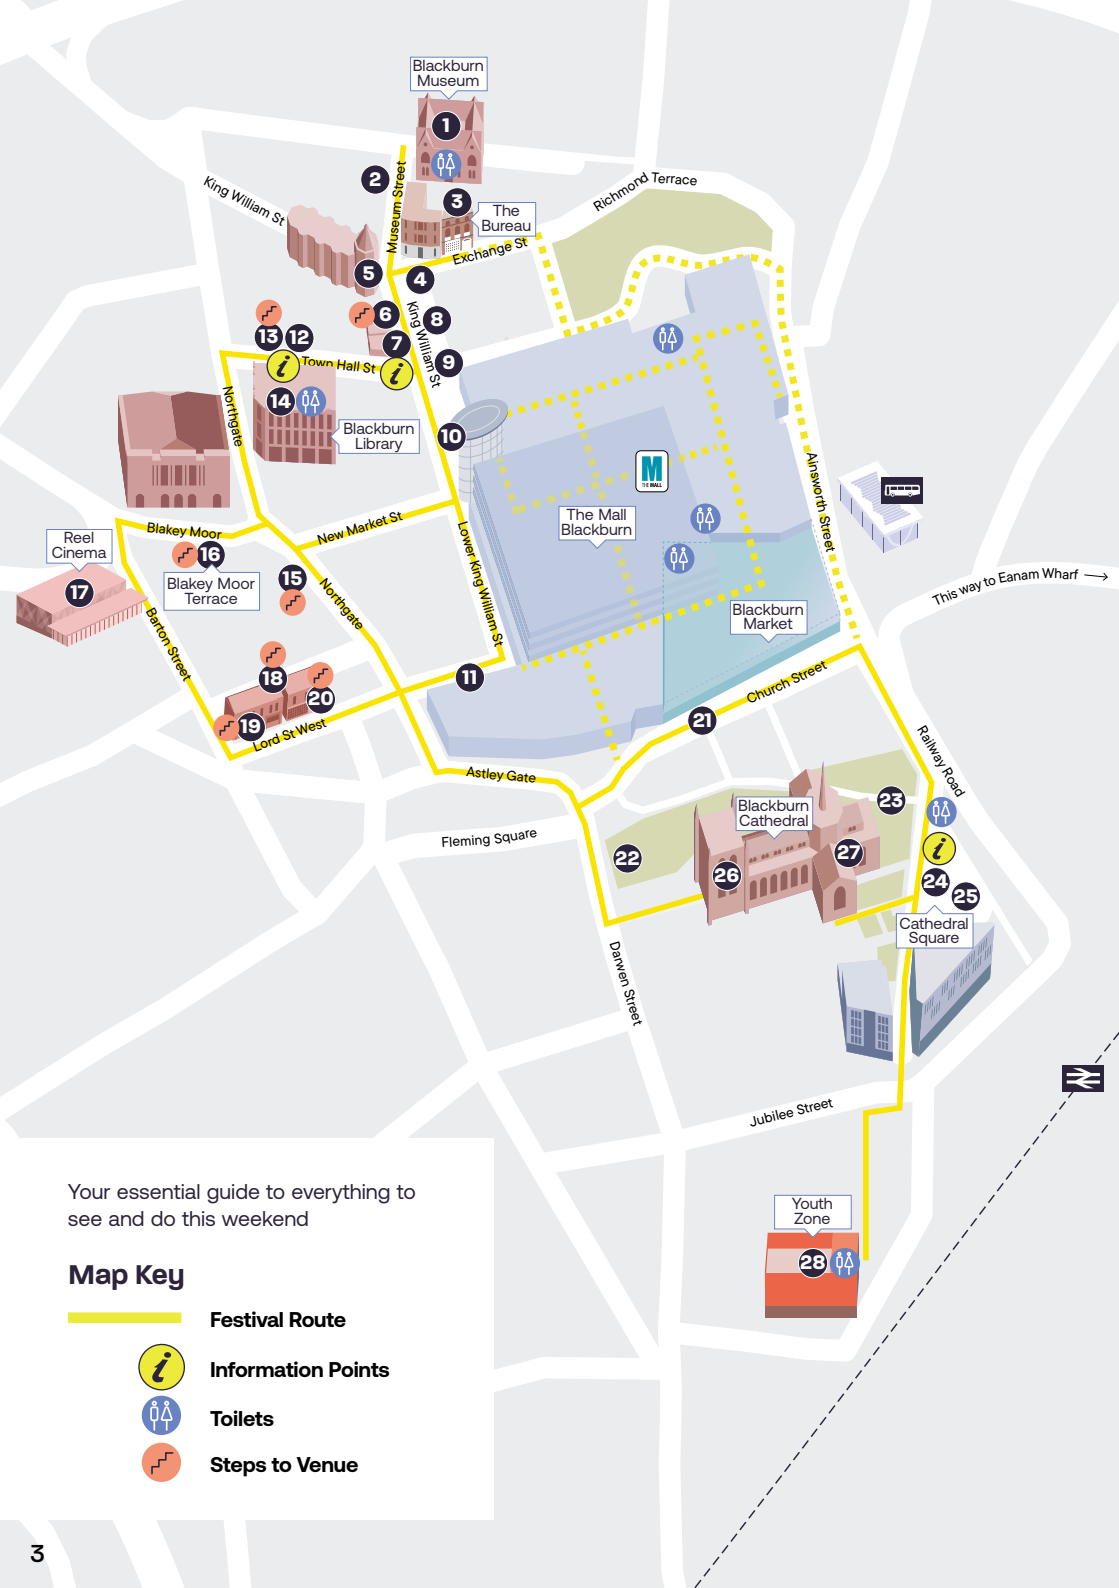 Blackburn
Museum
1
2
King William St
Museum Street
3
The
Bureau
Richmond Terrace
Exchange St
5
4
6
King William St
8
13
12
7
9
Town Hall St
i
i
14
Northgate
Blackburn
Library
10
M
THE MALL
Ainsworth Street
The Mall
Blackburn
Blakey Moor
New Market St
Lower King William St
Reel
Cinema
16
17
Blakey Moor
Terrace
15
Northgate
This way to Eanam Wharf
Blackburn
Market
Barton Street
18
11
20
19
Lord St West
Church Street
21
Astley Gate
Railway Road
Blackburn
Cathedral
23
Fleming Square
22
27
i
26
24
25
Cathedral
Square
Darwen Street
Jubilee Street
Youth
Zone
28
Your essential guide to everything to
see and do this weekend
Map Key
Festival Route
i
Information Points
Toilets
Steps to Venue
3